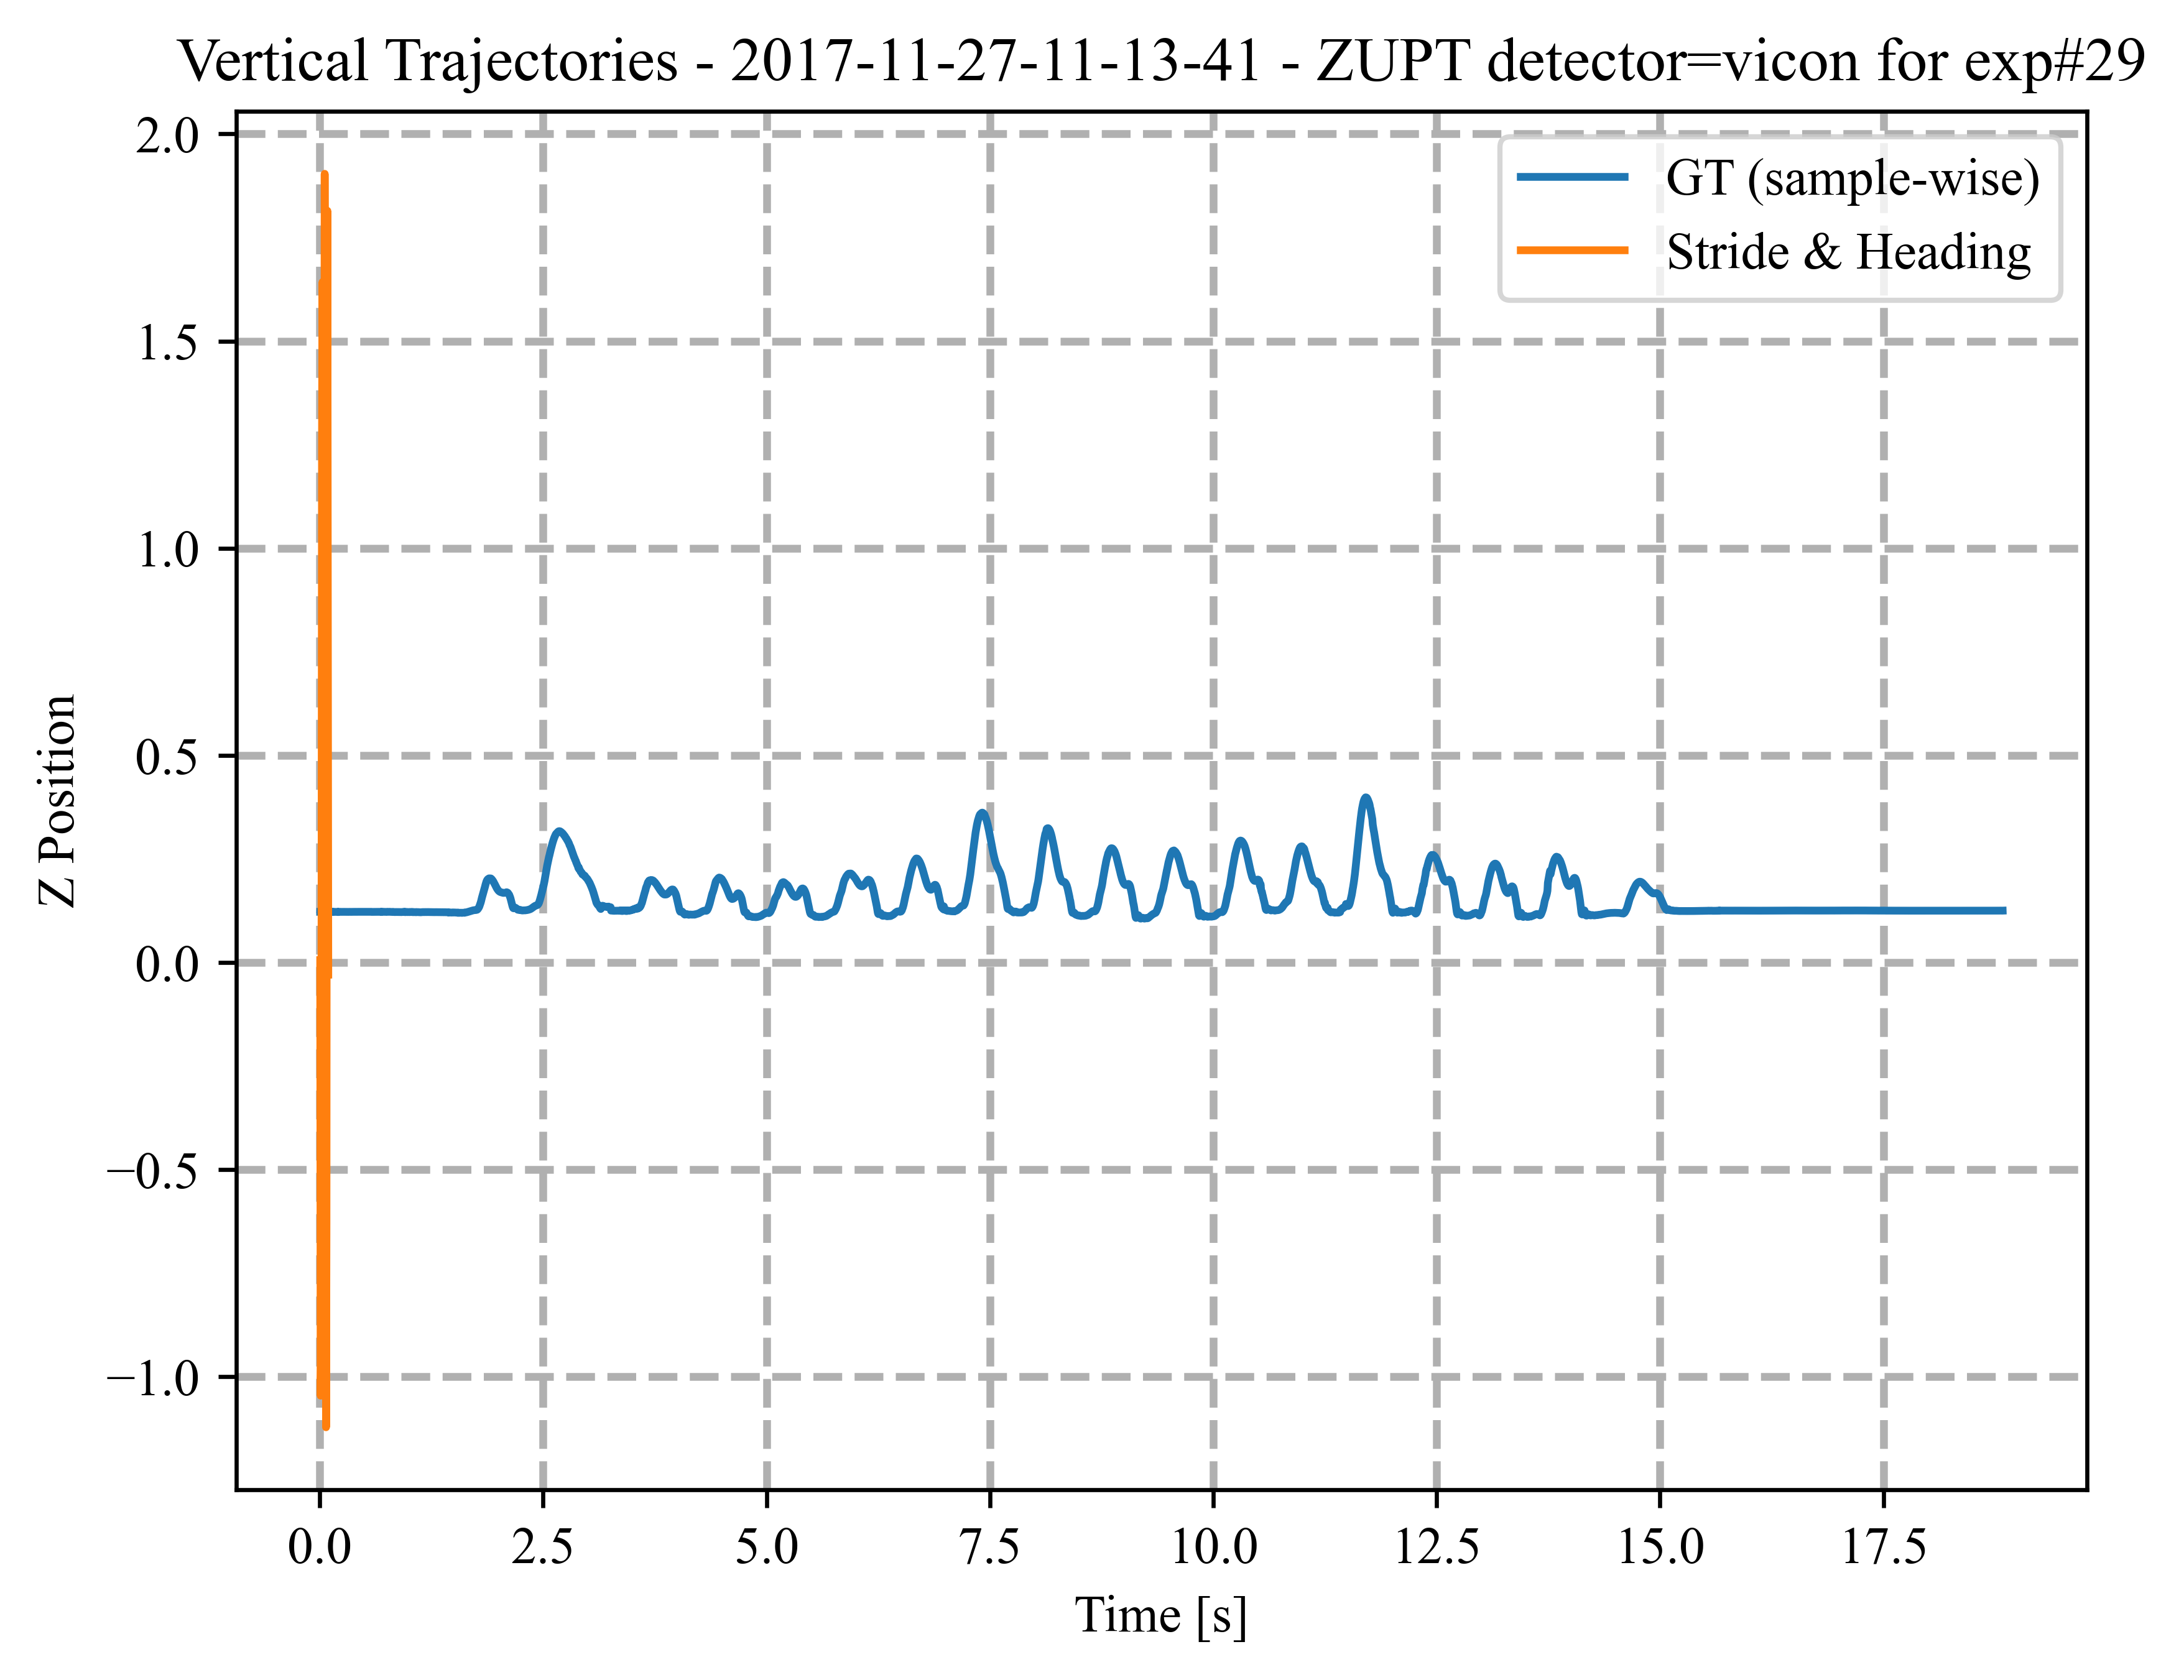 Vertical Trajectories - 2017-11-27-11-13-41 - ZUPT detector=vicon for exp#29
GT (sample-wise)
Stride & Heading
2.0
1.5
1.0
0.5
0.0
−0.5
−1.0
Z Position
0.0 2.5 5.0 7.5 10.0 12.5 15.0 17.5
Time [s]